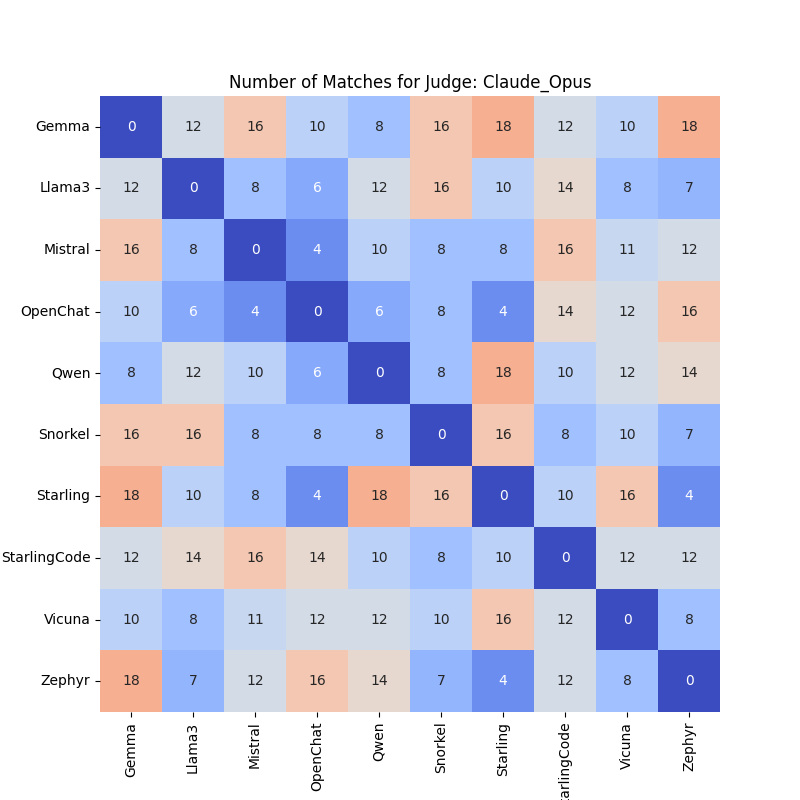 Number of Matches for Judge: Claude_Opus
Gemma 0 12 16 10 8 16 18 12 10 18
Llama3 12 0 8 6 12 16 10 14 8 7
Mistral 16 8 0 4 10 8 8 16 11 12
OpenChat 10 6 4 0 6 8 4 14 12 16
Qwen 8 12 10 6 0 8 18 10 12 14
Snorkel 16 16 8 8 8 0 16 8 10 7
Starling 18 10 8 4 18 16 0 10 16 4
StarlingCode 12 14 16 14 10 8 10 0 12 12
Vicuna 10 8 11 12 12 10 16 12 0 8
Zephyr 18 7 12 16 14 7 4 12 8 0
Gemma Llama3 Mistral OpenChat Qwen Snorkel Starling arlingCode Vicuna Zephyr